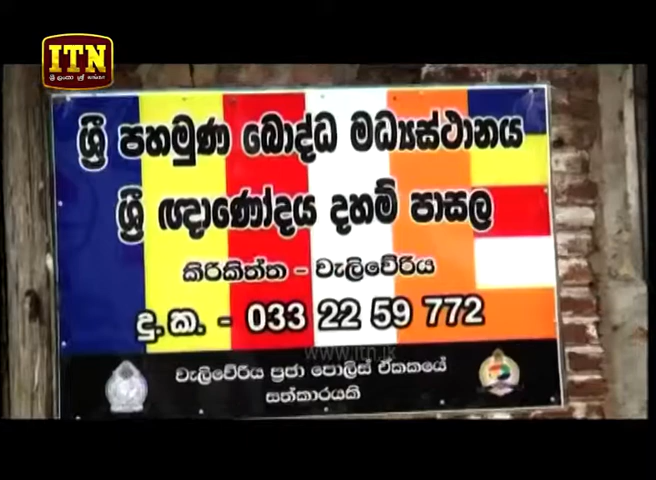 ITN
ශ්‍රී පහමුණ බෞද්ධ මධ්‍යස්ථානය
ශ්‍රී ඥාණෝදය දහම් පාසල
කිරිකිත්ත - වැලිවේරිය
දු.ක. - 033 22 59 772
www.itn.lk
වැලිවේරිය ප්‍රජා පොලිස් ඒකකයේ
සත්කාරයකි